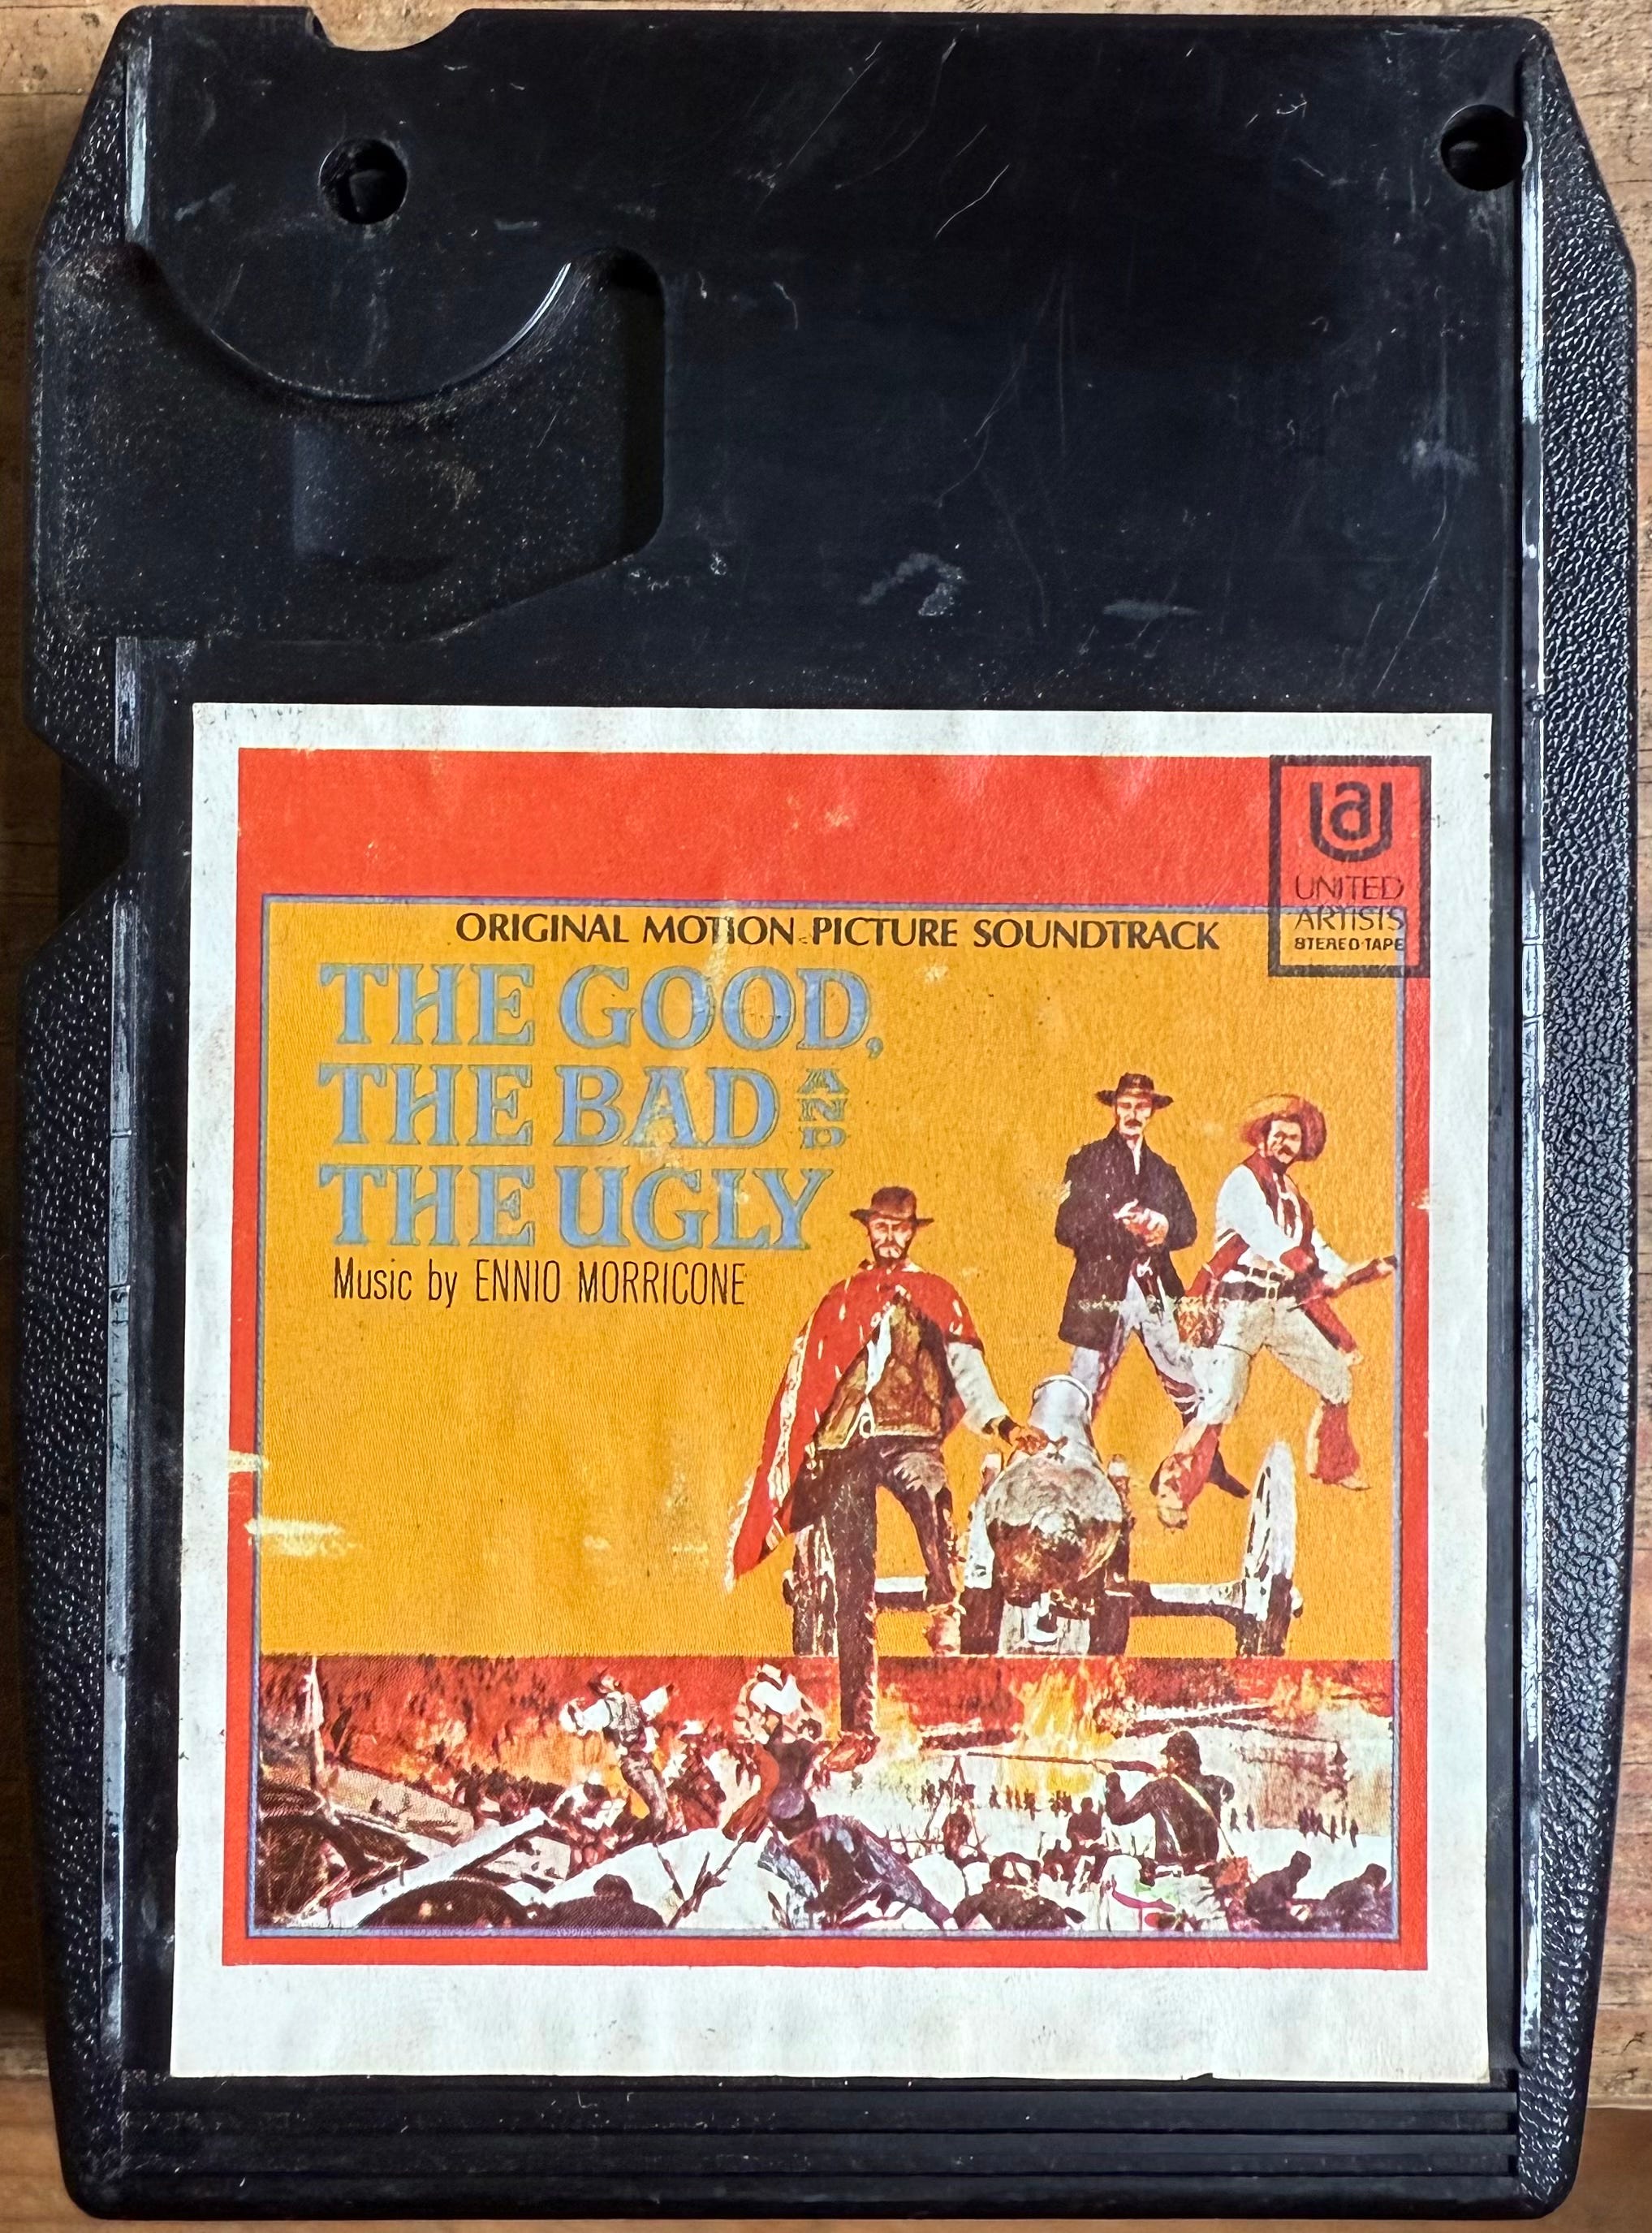 ua
UNITED
ARTISTS
STEREO TAPE
ORIGINAL MOTION PICTURE SOUNDTRACK
THE GOOD,
THE BAD AND
THE UGLY
Music by ENNIO MORRICONE